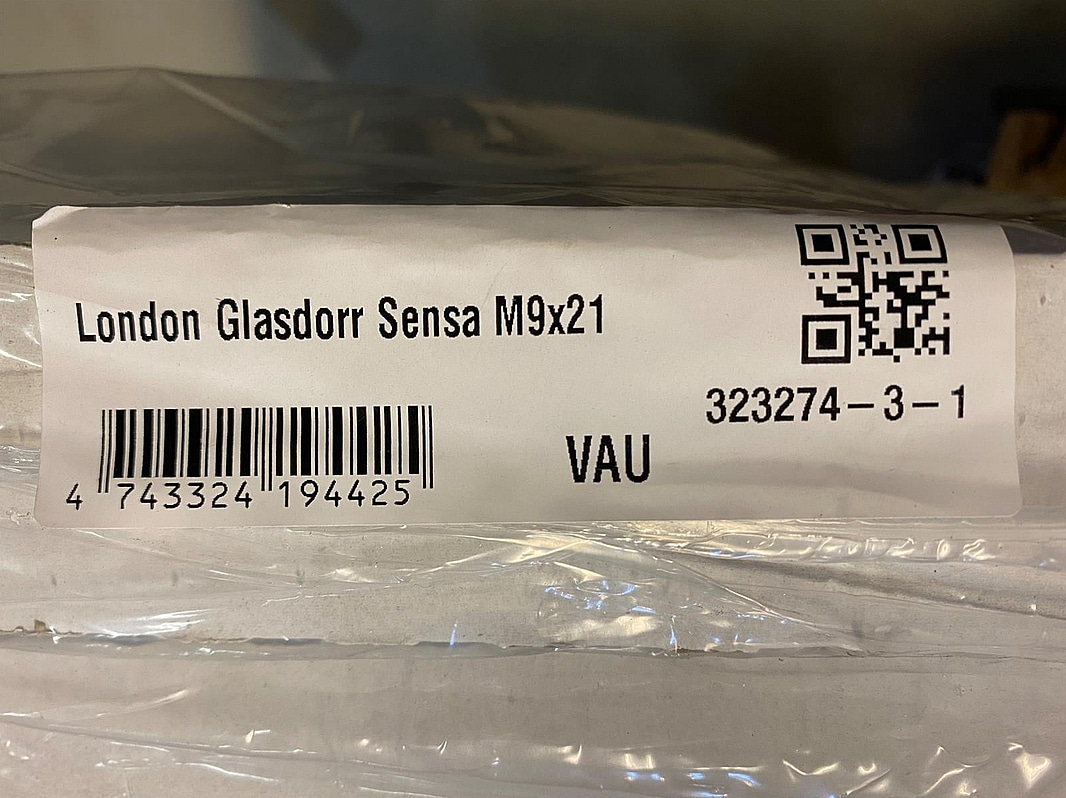 London Glasdorr Sensa M9x21
323274-3-1
VAU
4 743324 194425